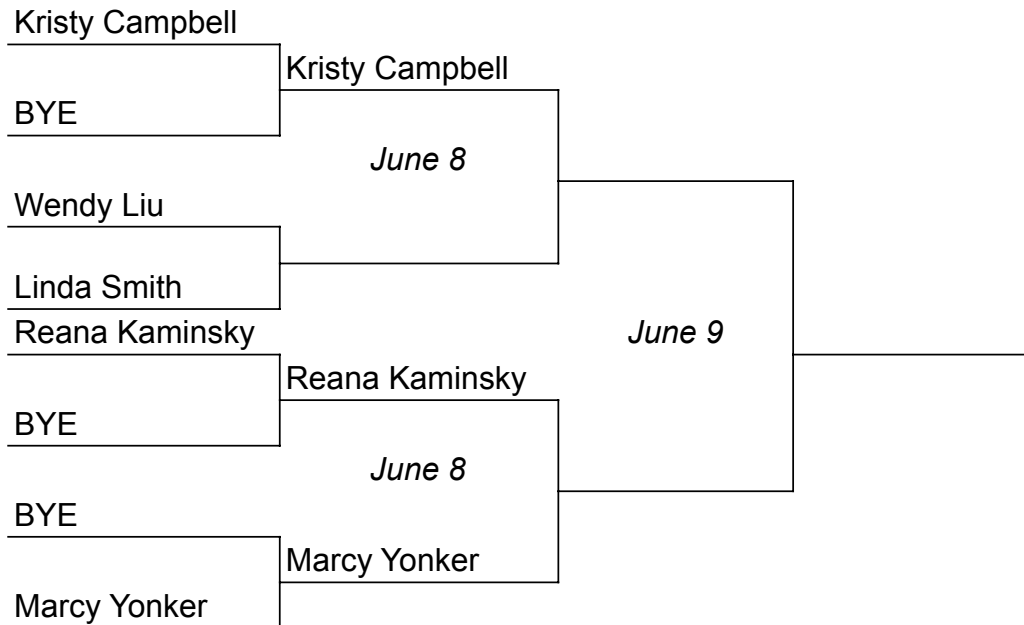 Kristy Campbell
Kristy Campbell
BYE
June 8
Wendy Liu
Linda Smith
Reana Kaminsky
June 9
Reana Kaminsky
BYE
June 8
BYE
Marcy Yonker
Marcy Yonker